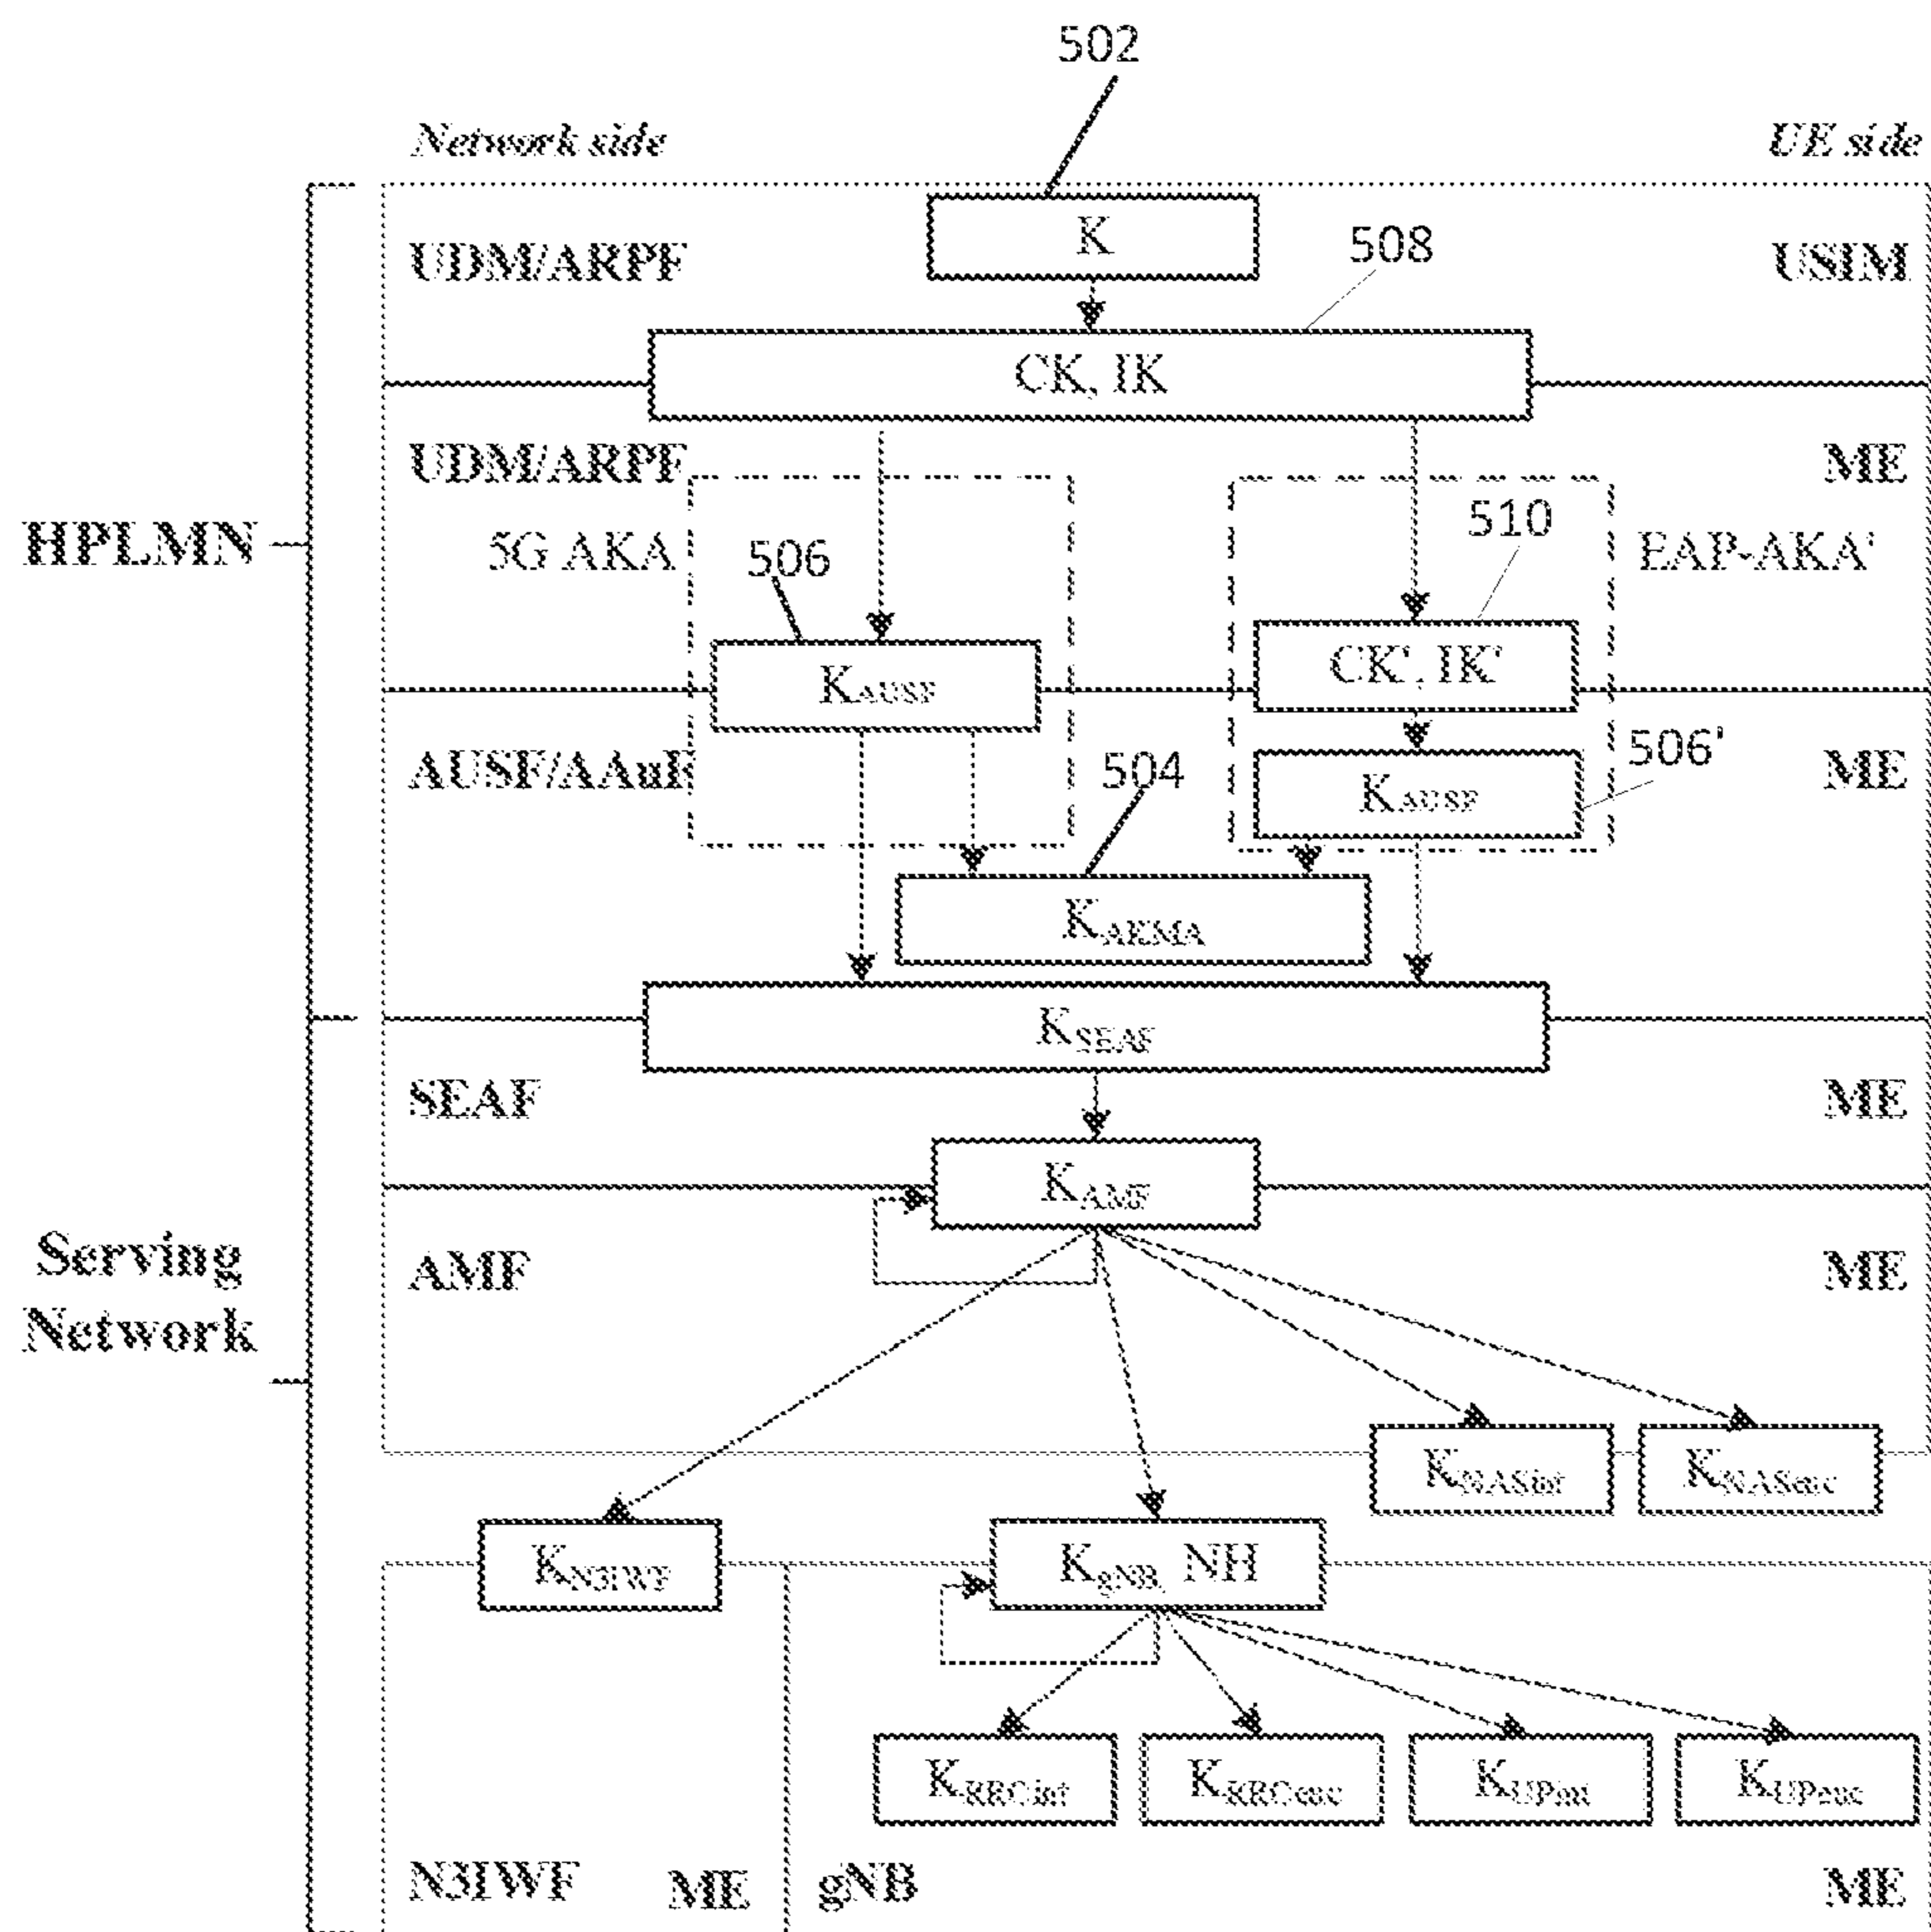 502
Network side
UE side
K
508
UDM/ARPF
USIM
CK, IK
UDM/ARPF
ME
HPLMN
5G AKA
506
510
EAP-AKA'
KAUSF
CK', IK'
AUSF/AAuF
504
506'
ME
KAUSF
KAKMA
KSEAF
SEAF
ME
KAMF
Serving
Network
AMF
ME
KNASint
KNASenc
KN3IWF
KgNB, NH
KRRCint
KRRCenc
KUPint
KUPenc
N3IWF
ME
gNB
ME